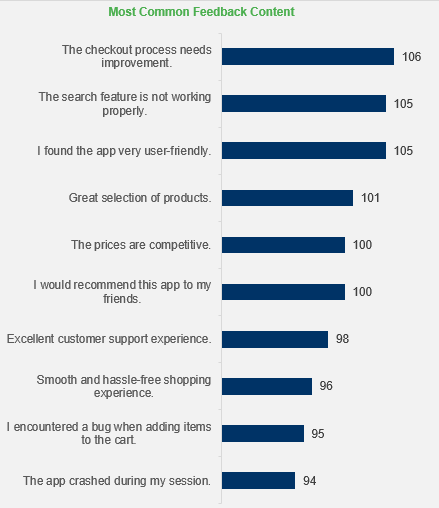 Most Common Feedback Content
The checkout process needs
improvement.
106
The search feature is not working
properly.
105
I found the app very user-friendly.
105
Great selection of products.
101
The prices are competitive.
100
I would recommend this app to my
friends.
100
Excellent customer support experience.
98
Smooth and hassle-free shopping
experience.
96
I encountered a bug when adding items
to the cart.
95
The app crashed during my session.
94